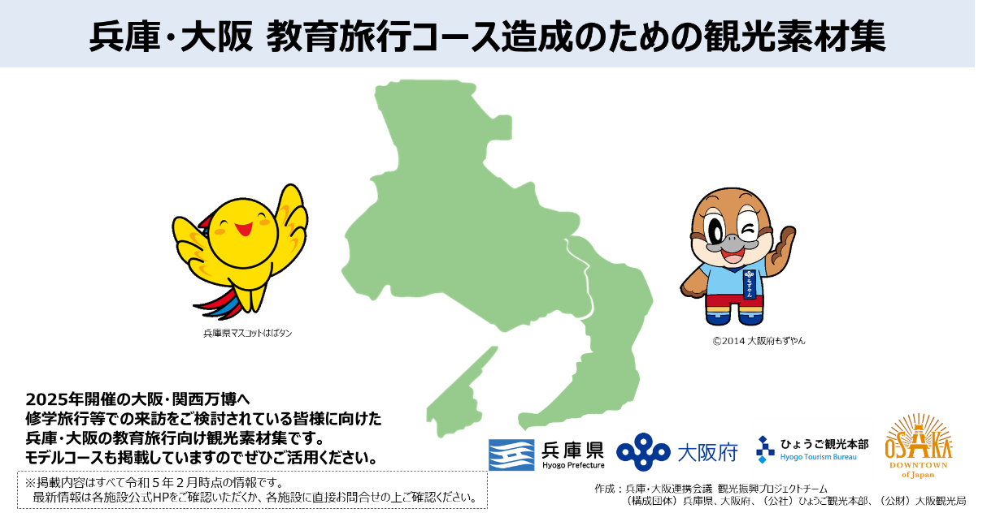 兵庫・大阪 教育旅行コース造成のための観光素材集
もずやん
兵庫県マスコットはばタン
©2014 大阪府もずやん
2025年開催の大阪・関西万博へ
修学旅行等での来訪をご検討されている皆様に向けた
兵庫・大阪の教育旅行向け観光素材集です。
モデルコースも掲載していますのでぜひご活用ください。
※掲載内容はすべて令和５年２月時点の情報です。
最新情報は各施設公式HPをご確認いただくか、各施設に直接お問合せの上ご確認ください。
兵庫県
Hyogo Prefecture
大阪府
ひょうご観光本部
Hyogo Tourism Bureau
OSAKA
DOWNTOWN
of Japan
作成：兵庫・大阪連携会議 観光振興プロジェクトチーム
（構成団体）兵庫県、大阪府、（公社）ひょうご観光本部、（公財）大阪観光局